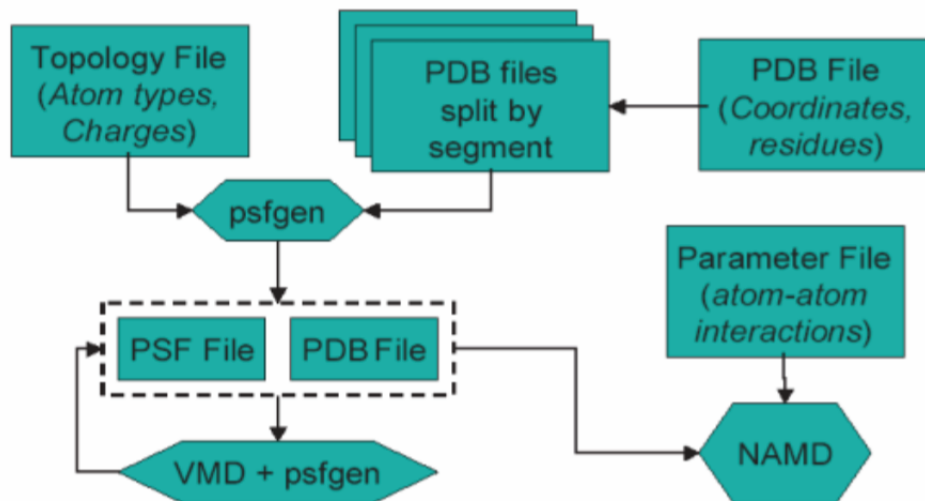 Topology File
(Atom types,
Charges)
PDB files
split by
segment
PDB File
(Coordinates,
residues)
psfgen
Parameter File
(atom-atom
interactions)
PSF File
PDB File
VMD + psfgen
NAMD